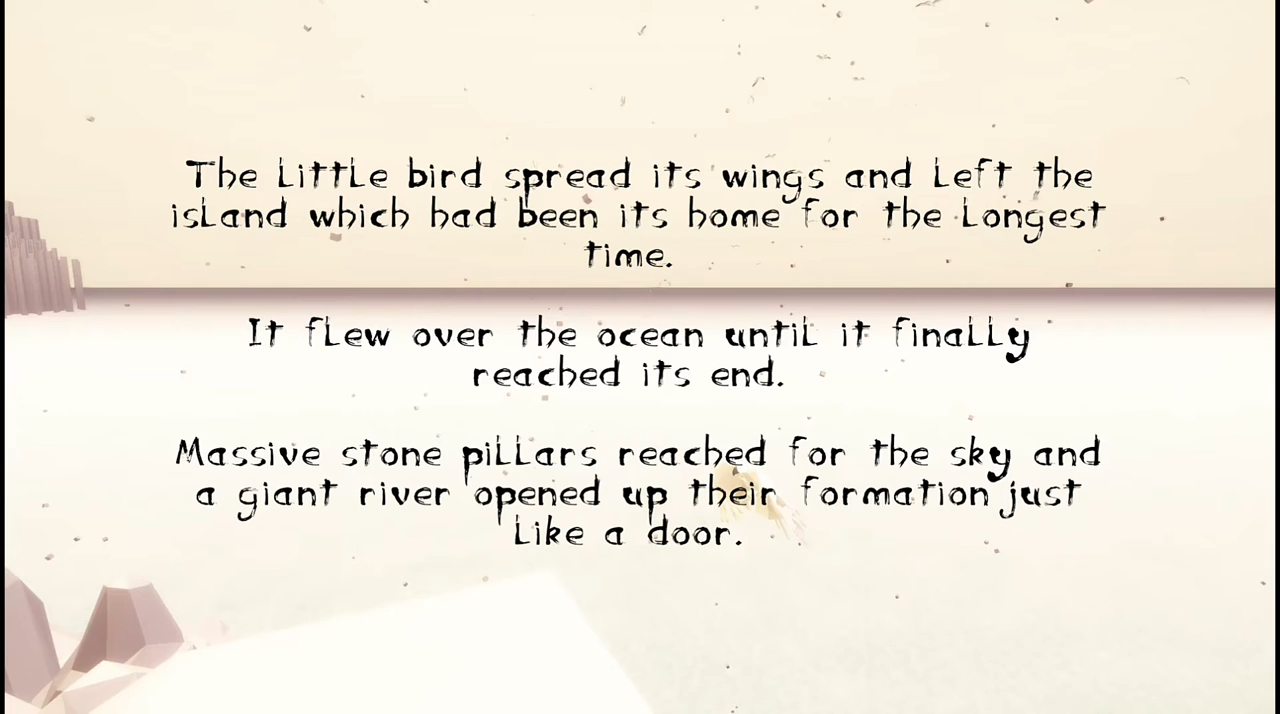 The little bird spread its wings and left the
island which had been its home for the longest
time.
It flew over the ocean until it finally
reached its end.
Massive stone pillars reached for the sky and
a giant river opened up their formation just
like a door.